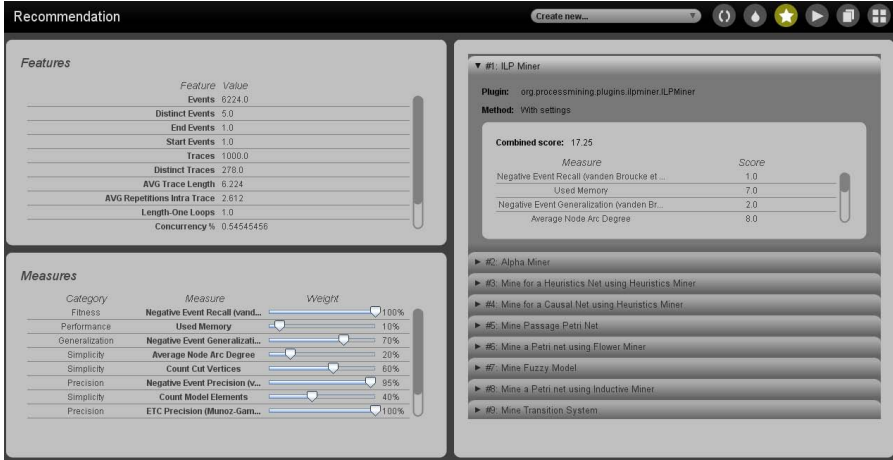 Recommendation
Create new...
Features
Feature Value
Events 6224.0
Distinct Events 5.0
End Events 1.0
Start Events 1.0
Traces 1000.0
Distinct Traces 278.0
AVG Trace Length 6.224
AVG Repetitions Intra Trace 2.612
Length-One Loops 1.0
Concurrency % 0.54545456
Measures
Category Measure Weight
Fitness Negative Event Recall (vand... 100%
Performance Used Memory 10%
Generalization Negative Event Generalizati... 70%
Simplicity Average Node Arc Degree 20%
Simplicity Count Cut Vertices 60%
Precision Negative Event Precision (v... 95%
Simplicity Count Model Elements 40%
Precision ETC Precision (Munoz-Gam... 100%
#1: ILP Miner
Plugin: org.processmining.plugins.ilpminer.ILPMiner
Method: With settings
Combined score: 17.25
Measure Score
Negative Event Recall (vanden Broucke et ... 1.0
Used Memory 7.0
Negative Event Generalization (vanden Br... 2.0
Average Node Arc Degree 8.0
#2: Alpha Miner
#3: Mine for a Heuristics Net using Heuristics Miner
#4: Mine for a Causal Net using Heuristics Miner
#5: Mine Passage Petri Net
#6: Mine a Petri net using Flower Miner
#7: Mine Fuzzy Model
#8: Mine a Petri net using Inductive Miner
#9: Mine Transition System